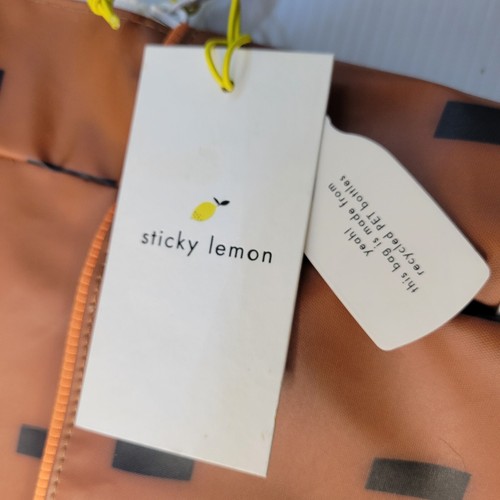 sticky lemon
yeah!
this bag is made from
recycled PET bottles